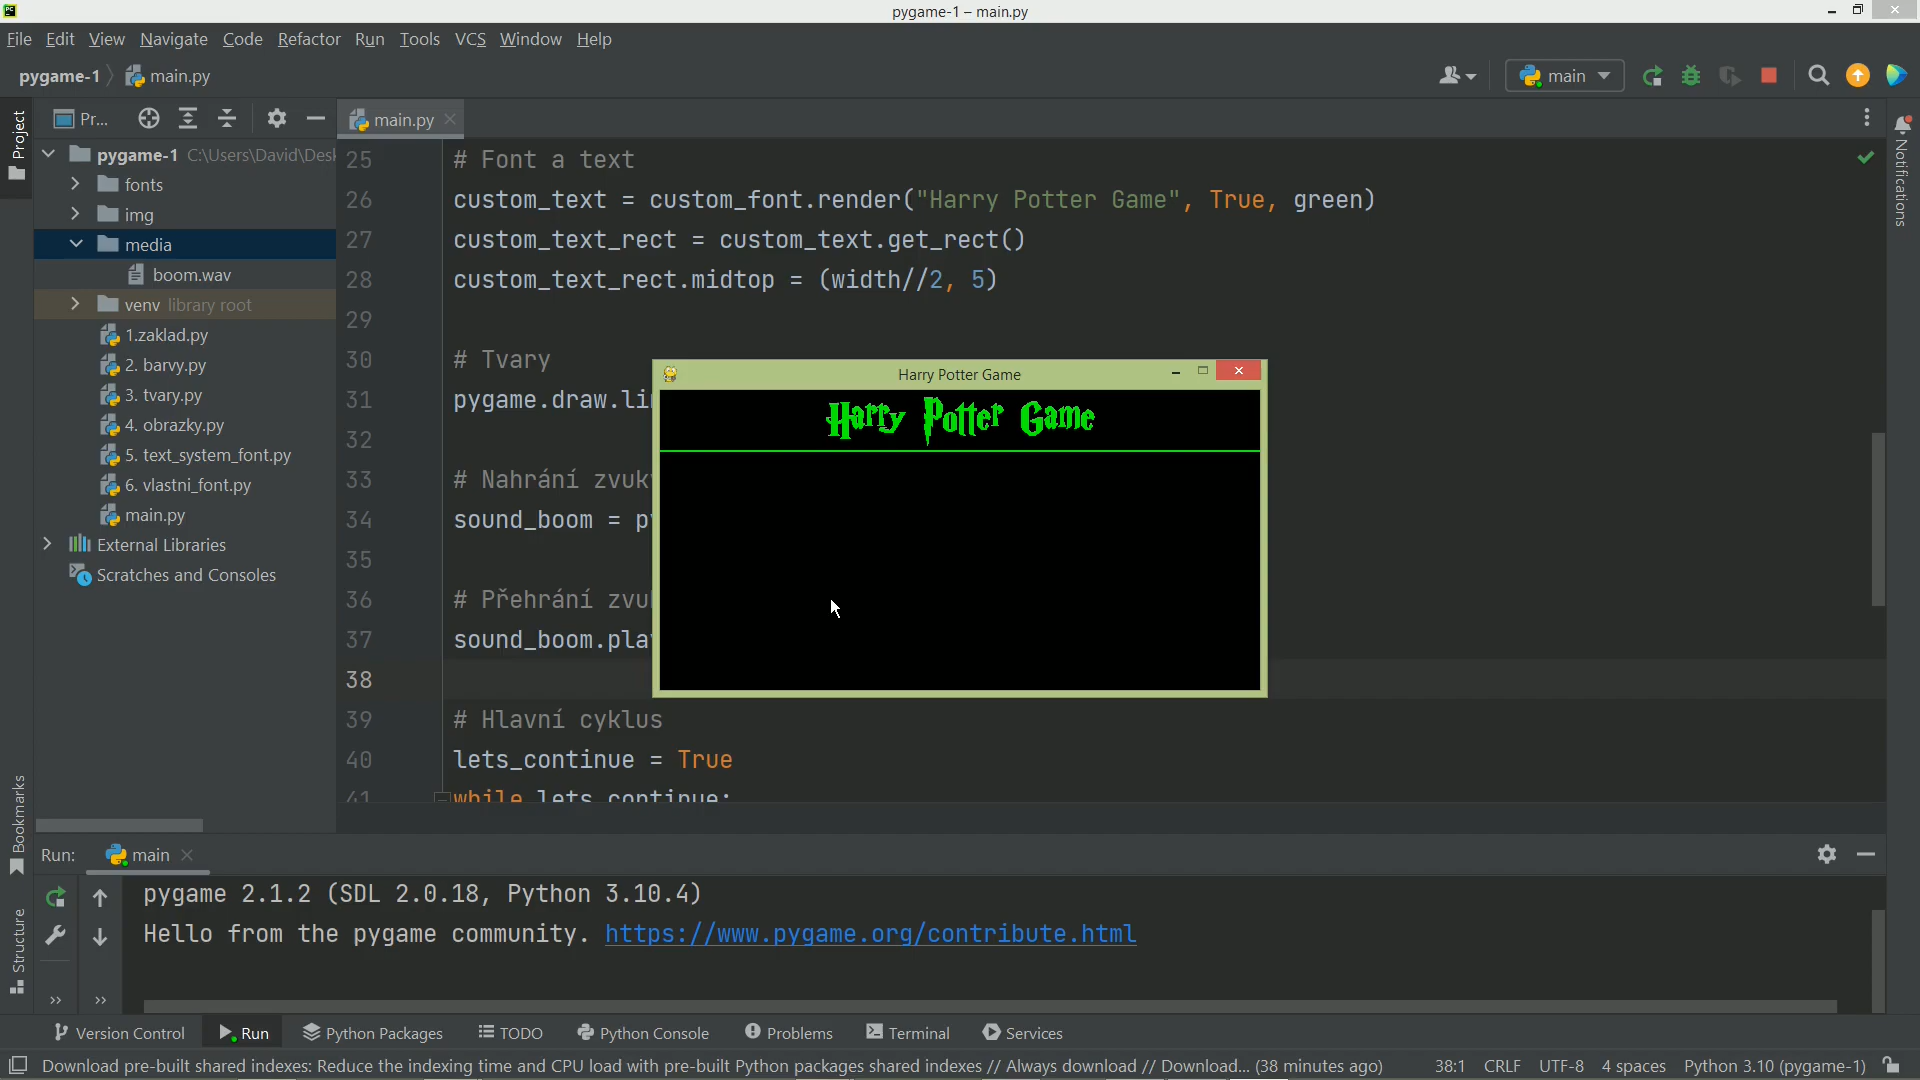 pygame-1 – main.py
File Edit View Navigate Code Refactor Run Tools VCS Window Help
pygame-1 main.py
main
Project
Pr...
main.py
Notifications
pygame-1 C:\Users\David\Desk
fonts
img
media
boom.wav
venv library root
1.zaklad.py
2. barvy.py
3. tvary.py
4. obrazky.py
5. text_system_font.py
6. vlastni_font.py
main.py
External Libraries
Scratches and Consoles
25 # Font a text
26 custom_text = custom_font.render("Harry Potter Game", True, green)
27 custom_text_rect = custom_text.get_rect()
28 custom_text_rect.midtop = (width//2, 5)
29
30 # Tvary
31 pygame.draw.li
32
33 # Nahrání zvuk
34 sound_boom = p
35
36 # Přehrání zvu
37 sound_boom.pla
38
39 # Hlavní cyklus
40 lets_continue = True
41 while lets_continue:
Harry Potter Game
Harry Potter Game
Bookmarks
Structure
Run: main
pygame 2.1.2 (SDL 2.0.18, Python 3.10.4)
Hello from the pygame community. https://www.pygame.org/contribute.html
Version Control Run Python Packages TODO Python Console Problems Terminal Services
Download pre-built shared indexes: Reduce the indexing time and CPU load with pre-built Python packages shared indexes // Always download // Download... (38 minutes ago) 38:1 CRLF UTF-8 4 spaces Python 3.10 (pygame-1)